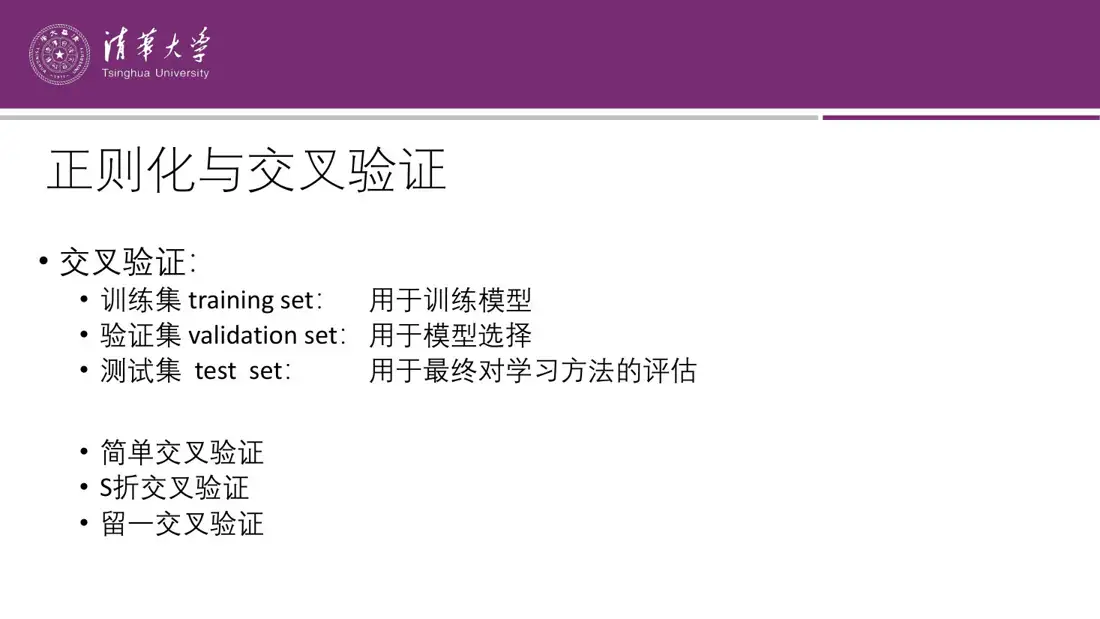 清华大学
Tsinghua University
正则化与交叉验证
• 交叉验证：
• 训练集 training set： 用于训练模型
• 验证集 validation set： 用于模型选择
• 测试集 test set： 用于最终对学习方法的评估
• 简单交叉验证
• S折交叉验证
• 留一交叉验证